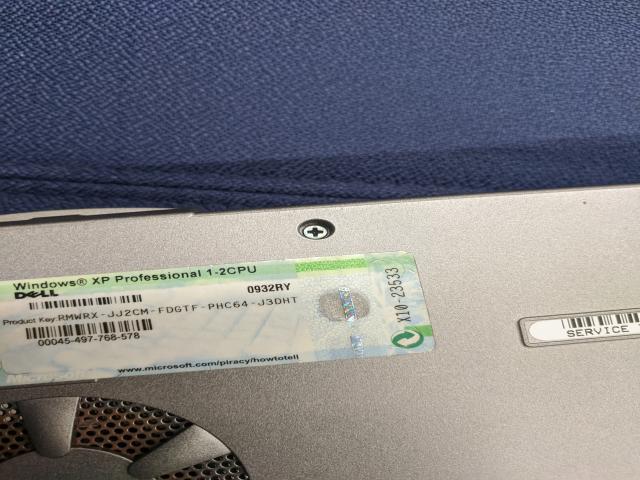 Windows® XP Professional 1-2CPU
DELL
0932RY
Product Key: RMWRX-JJ2CM-FDGTF-PHC64-J3DHT
00045-497-768-578
X10-23533
www.microsoft.com/piracy/howtotell
SERVICE